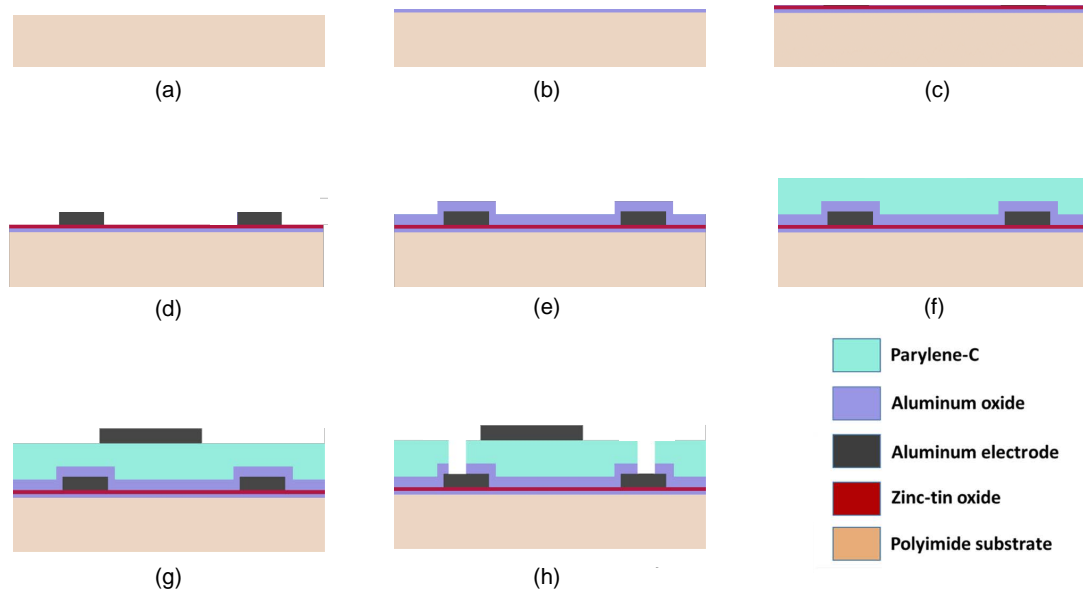 (a)
(b)
(c)
(d)
(e)
(f)
Parylene-C
Aluminum oxide
Aluminum electrode
Zinc-tin oxide
Polyimide substrate
(g)
(h)